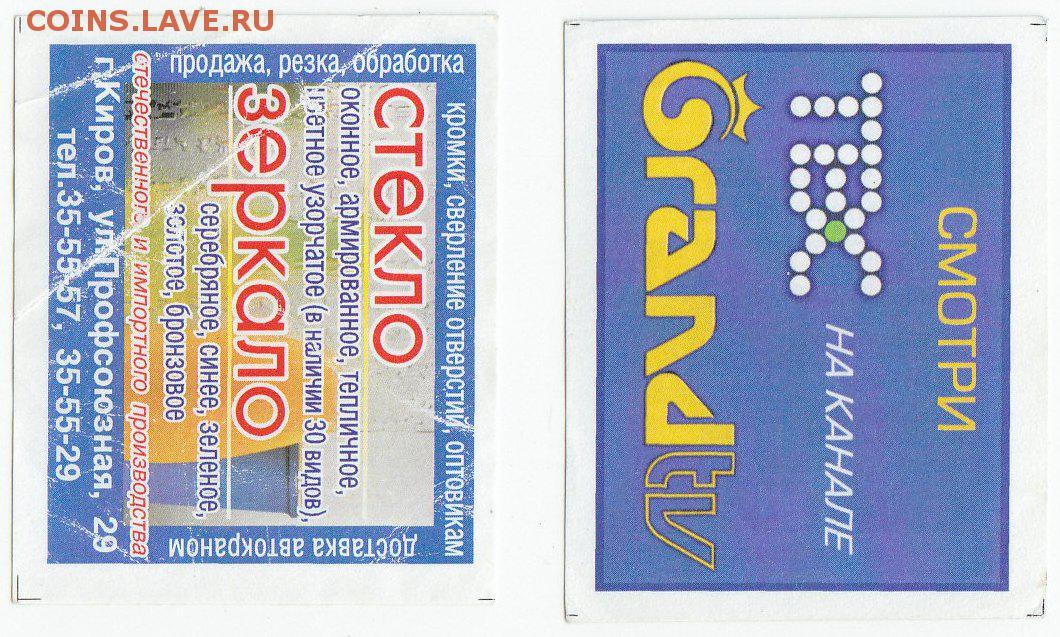 COINS.LAVE.RU
продажа, резка, обработка
кромки, сверление отверстий оптовикам
доставка автокраном
стекло
оконное, армированное, тепличное,
цветное узорчатое (в наличии 30 видов),
зеркало
серебряное, синее, зеленое,
золотое, бронзовое
отечественного и импортного производства
г.Киров, ул.Профсоюзная, 29
тел.35-55-57, 35-55-29
СМОТРИ
НА КАНАЛЕ
Grand tv